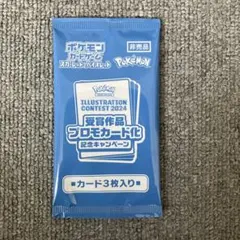 ポケモン
カードゲーム
スカーレット&バイオレット
非売品
Pokémon
Pokémon
ILLUSTRATION
CONTEST 2024
受賞作品
プロモカード化
記念キャンペーン
■カード3枚入り■